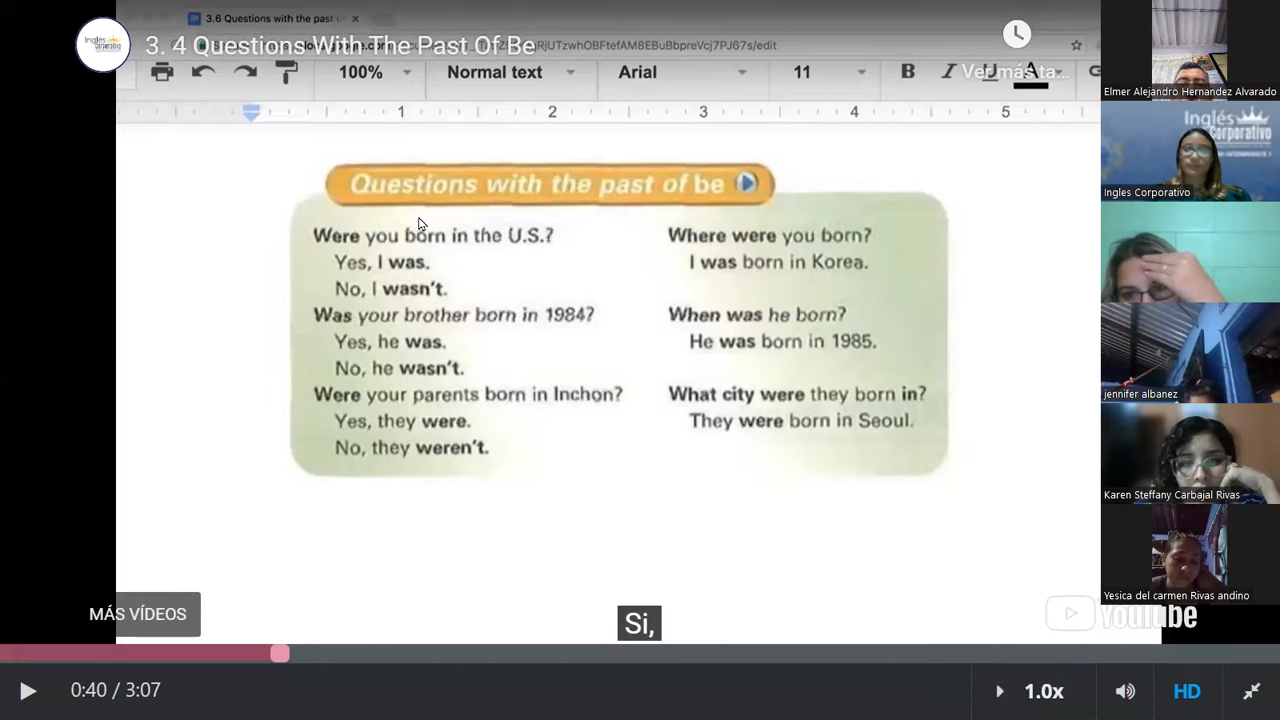 3.6 Questions with the past of
3. 4 Questions With The Past Of Be
RjUTzwhOBFtefAM8EBuBbpreVcj7PJ67s/edit
100%
Normal text
Arial
11
B
I
U
A
Ver más ta...
1
2
3
4
5
Questions with the past of be
Were you born in the U.S.?
Yes, I was.
No, I wasn't.
Was your brother born in 1984?
Yes, he was.
No, he wasn't.
Were your parents born in Inchon?
Yes, they were.
No, they weren't.
Where were you born?
I was born in Korea.
When was he born?
He was born in 1985.
What city were they born in?
They were born in Seoul.
Si,
MÁS VÍDEOS
YouTube
0:40 / 3:07
1.0x
HD
Elmer Alejandro Hernandez Alvarado
Inglés
Corporativo
Ingles Corporativo
jennifer albanez
Karen Steffany Carbajal Rivas
Yesica del carmen Rivas andino